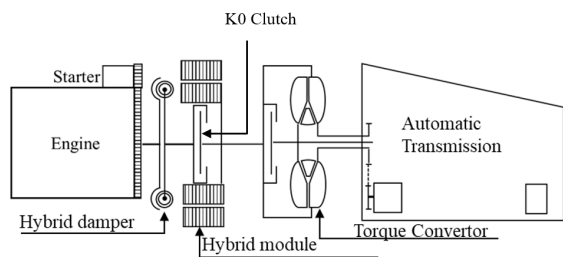 K0 Clutch
Starter
Engine
Automatic
Transmission
Hybrid damper
Hybrid module
Torque Convertor